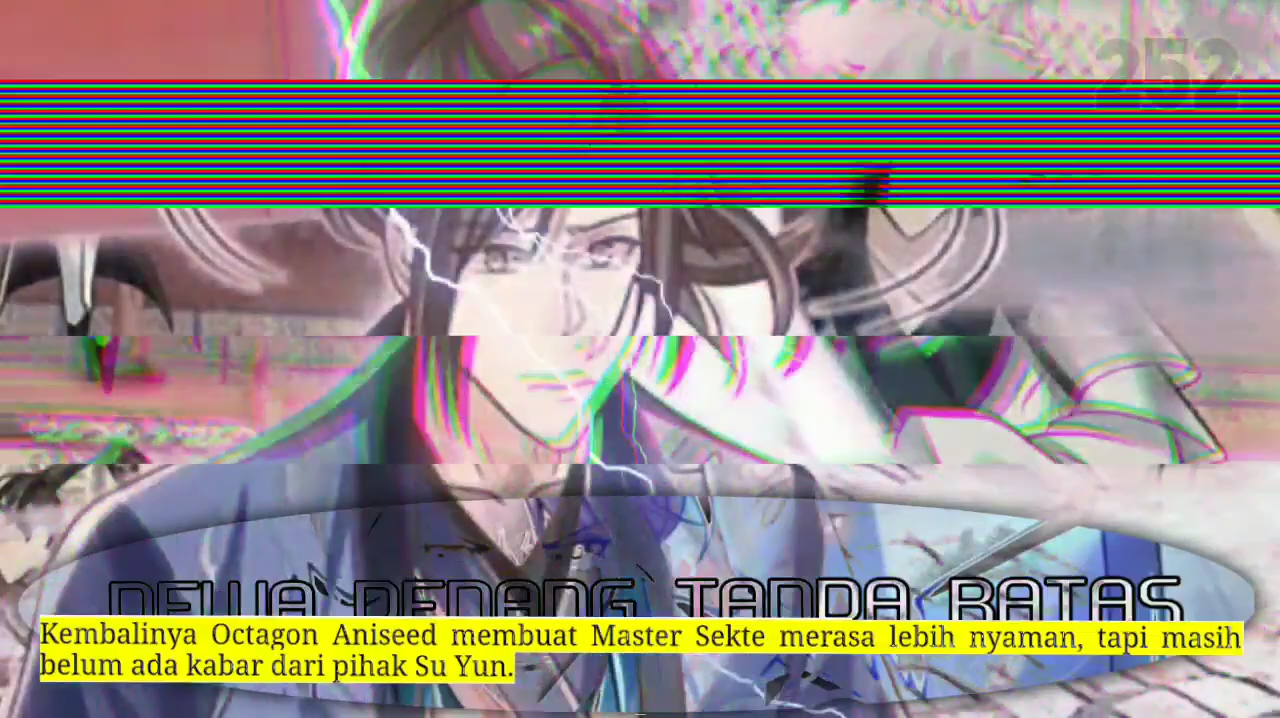 252
DEWA PEDANG TANPA BATAS
Kembalinya Octagon Aniseed membuat Master Sekte merasa lebih nyaman, tapi masih
belum ada kabar dari pihak Su Yun.